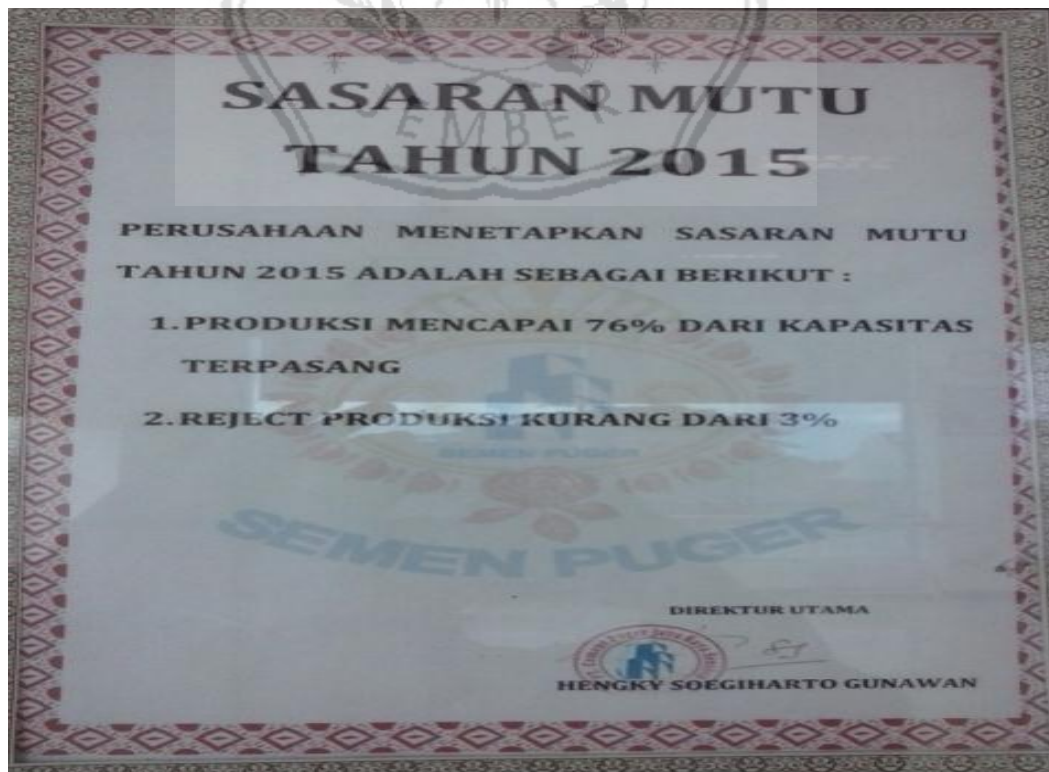 JEMBER
SASARAN MUTU
TAHUN 2015
PERUSAHAAN MENETAPKAN SASARAN MUTU
TAHUN 2015 ADALAH SEBAGAI BERIKUT :
1.PRODUKSI MENCAPAI 76% DARI KAPASITAS
TERPASANG
2.REJECT PRODUKSI KURANG DARI 3%
SEMEN PUGER
SEMEN PUGER
DIREKTUR UTAMA
HENGKY SOEGIHARTO GUNAWAN